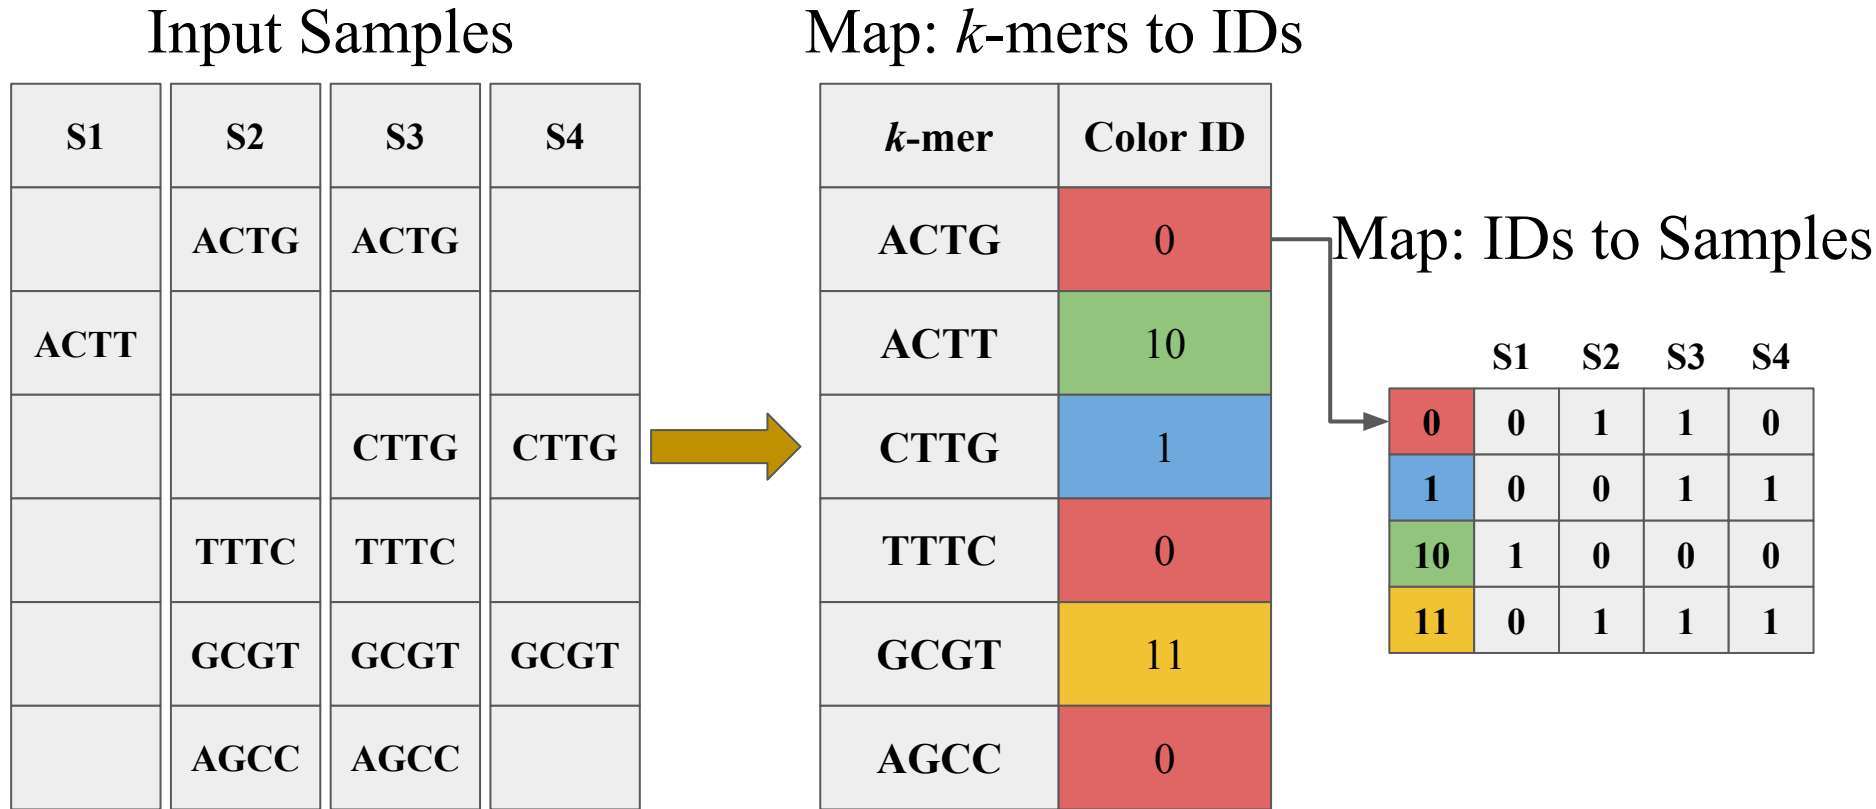 Input Samples
Map: k-mers to IDs
S1 S2 S3 S4
k-mer Color ID
ACTG ACTG
ACTG 0
Map: IDs to Samples
ACTT
ACTT 10
S1 S2 S3 S4
0 0 1 1 0
CTTG CTTG
CTTG 1
1 0 0 1 1
TTTC TTTC
TTTC 0
10 1 0 0 0
11 0 1 1 1
GCGT GCGT GCGT
GCGT 11
AGCC AGCC
AGCC 0